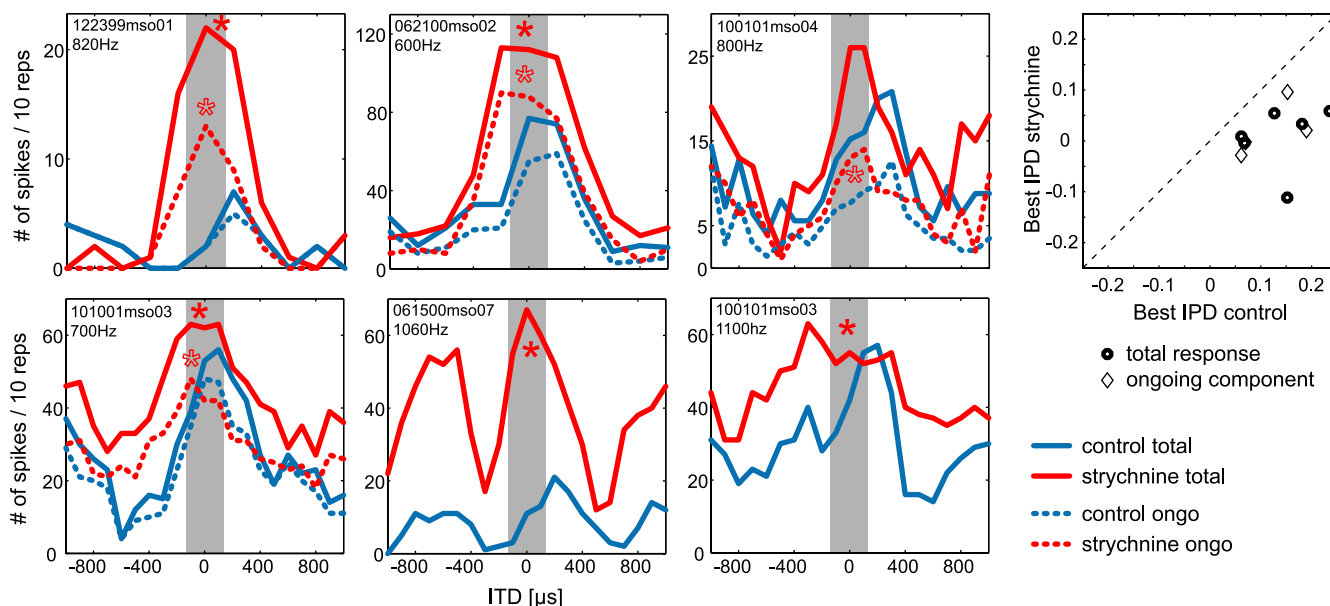 122399mso01
820Hz
20
10
0
*
*
062100mso02
600Hz
120
80
40
0
*
*
100101mso04
800Hz
25
15
5
0
*
# of spikes / 10 reps
0.2
0.1
0
-0.1
-0.2
Best IPD strychnine
-0.2 -0.1 0 0.1 0.2
Best IPD control
total response
ongoing component
101001mso03
700Hz
60
40
20
0
*
*
-800 -400 0 400 800
061500mso07
1060Hz
60
40
20
0
*
-800 -400 0 400 800
100101mso03
1100hz
60
40
20
0
*
-800 -400 0 400 800
# of spikes / 10 reps
ITD [µs]
control total
strychnine total
control ongo
strychnine ongo